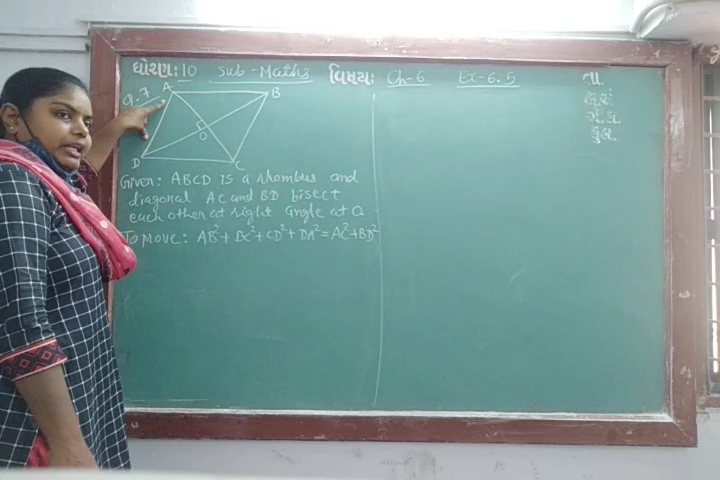 ધોરણ: 10 Sub-Maths વિષય: Ch-6 Ex-6.5 તા.
Q.7 A B
O
D C
Given: ABCD is a rhombus and
diagonal AC and BD bisect
each other at right angle at O.
To Prove: AB² + BC² + CD² + DA² = AC² + BD²
કુલ.